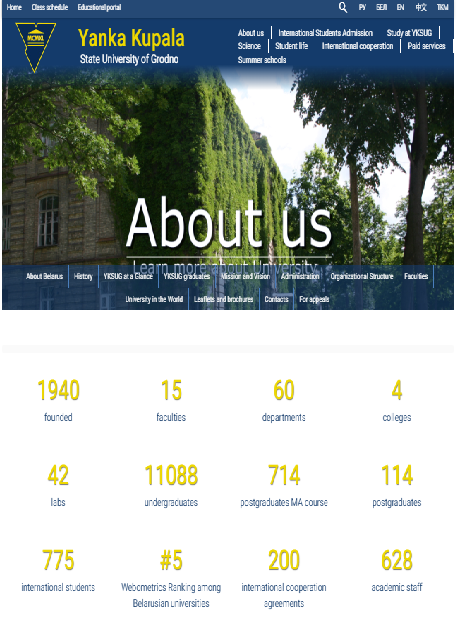 Home Class schedule Educational portal РУ БЕЛ EN 中文 TKM
Yanka Kupala
State University of Grodno
About us International Students Admission Study at YKSUG
Science Student life International cooperation Paid services
Summer schools
About us
Learn more about University
About Belarus History YKSUG at a Glance YKSUG graduates Mission and Vision Administration Organizational Structure Faculties
University in the World Leaflets and brochures Contacts For appeals
1940 15 60 4
founded faculties departments colleges
42 11088 714 114
labs undergraduates postgraduates MA course postgraduates
775 #5 200 628
international students Webometrics Ranking among international cooperation academic staff
Belarusian universities agreements